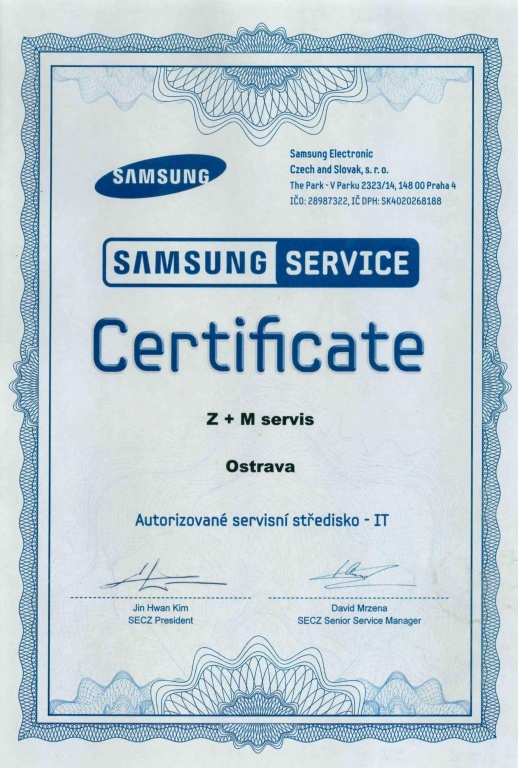 SAMSUNG
Samsung Electronic
Czech and Slovak, s. r. o.
The Park - V Parku 2323/14, 148 00 Praha 4
IČO: 28987322, IČ DPH: SK4020268188
SAMSUNG SERVICE
Certificate
Z + M servis
Ostrava
Autorizované servisní středisko - IT
Jin Hwan Kim
SECZ President
David Mrzena
SECZ Senior Service Manager